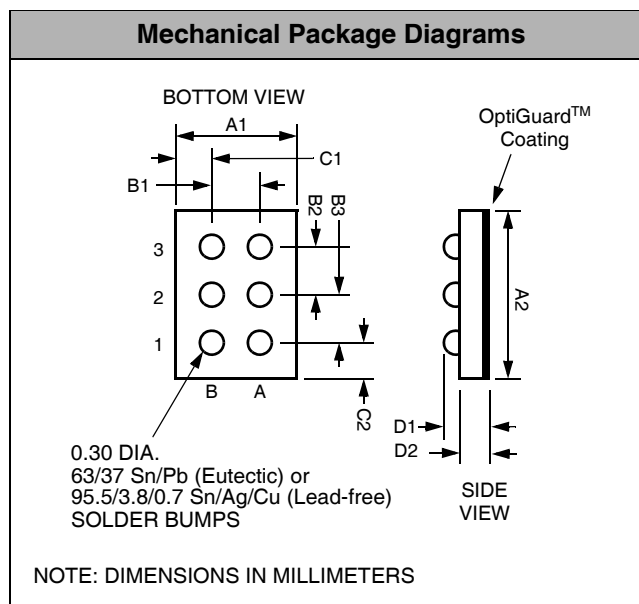 Mechanical Package Diagrams
BOTTOM VIEW
A1
OptiGuard™
Coating
C1
B1
B2
B3
3
2
1
A2
B
A
C2
D1
D2
0.30 DIA.
63/37 Sn/Pb (Eutectic) or
95.5/3.8/0.7 Sn/Ag/Cu (Lead-free)
SOLDER BUMPS
SIDE
VIEW
NOTE: DIMENSIONS IN MILLIMETERS